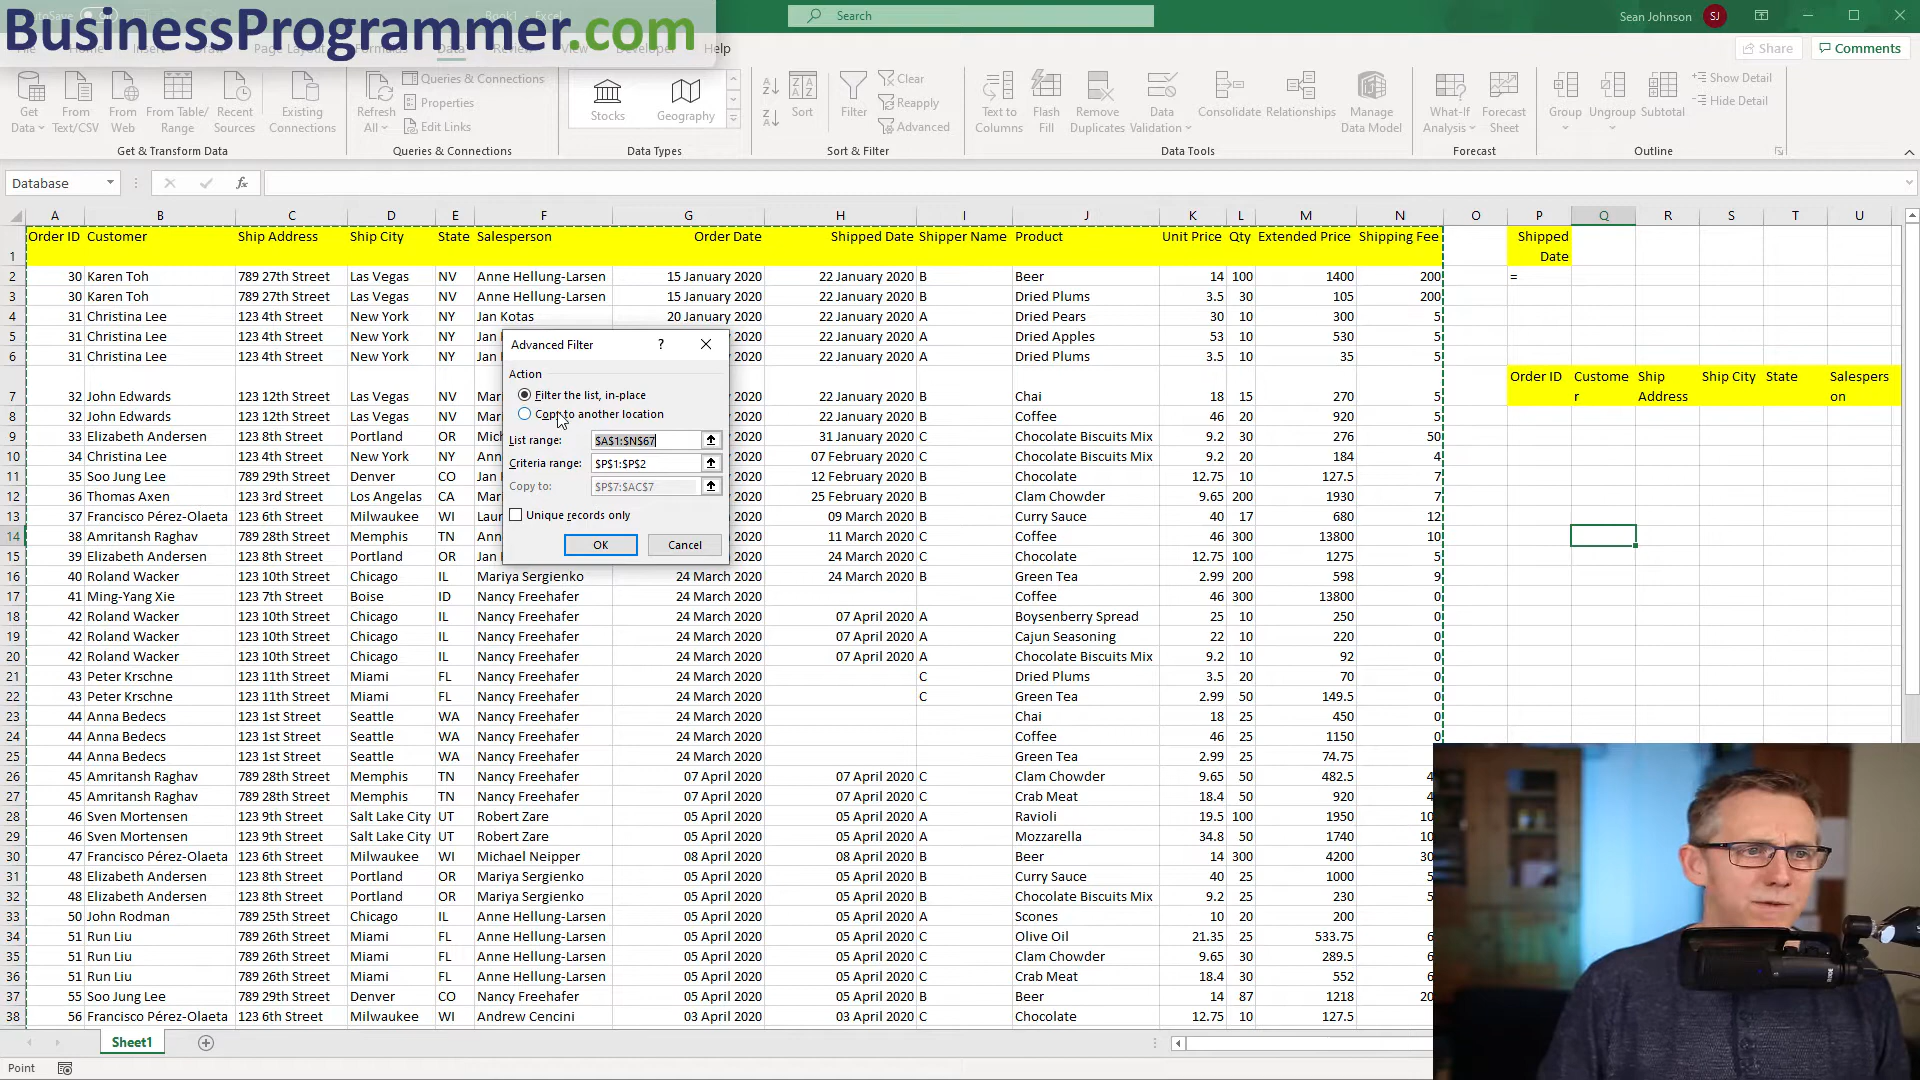 BusinessProgrammer.com
Search
Sean Johnson
SJ
Help
Share
Comments
Get Data
From Text/CSV
From Web
From Table/Range
Recent Sources
Existing Connections
Get & Transform Data
Refresh All
Queries & Connections
Properties
Edit Links
Queries & Connections
Stocks
Geography
Data Types
Sort
Filter
Clear
Reapply
Advanced
Sort & Filter
Text to Columns
Flash Fill
Remove Duplicates
Data Validation
Consolidate
Relationships
Manage Data Model
Data Tools
What-If Analysis
Forecast Sheet
Forecast
Group
Ungroup
Subtotal
Show Detail
Hide Detail
Outline
Database
fx
A B C D E F G H I J K L M N O P Q R S T U
1 Order ID Customer Ship Address Ship City State Salesperson Order Date Shipped Date Shipper Name Product Unit Price Qty Extended Price Shipping Fee Shipped Date
2 30 Karen Toh 789 27th Street Las Vegas NV Anne Hellung-Larsen 15 January 2020 22 January 2020 B Beer 14 100 1400 200 =
3 30 Karen Toh 789 27th Street Las Vegas NV Anne Hellung-Larsen 15 January 2020 22 January 2020 B Dried Plums 3.5 30 105 200
4 31 Christina Lee 123 4th Street New York NY Jan Kotas 20 January 2020 22 January 2020 A Dried Pears 30 10 300 5
5 31 Christina Lee 123 4th Street New York NY Jan 2020 22 January 2020 A Dried Apples 53 10 530 5
6 31 Christina Lee 123 4th Street New York NY Jan 2020 22 January 2020 A Dried Plums 3.5 10 35 5
7 32 John Edwards 123 12th Street Las Vegas NV Mar 2020 22 January 2020 B Chai 18 15 270 5 Order ID Customer Ship Address Ship City State Salesperson
8 32 John Edwards 123 12th Street Las Vegas NV Mar 2020 22 January 2020 B Coffee 46 20 920 5
9 33 Elizabeth Andersen 123 8th Street Portland OR Mich 2020 31 January 2020 C Chocolate Biscuits Mix 9.2 30 276 50
10 34 Christina Lee 123 4th Street New York NY Ann 2020 07 February 2020 C Chocolate Biscuits Mix 9.2 20 184 4
11 35 Soo Jung Lee 789 29th Street Denver CO Jan 2020 12 February 2020 C Chocolate 12.75 10 127.5 7
12 36 Thomas Axen 123 3rd Street Los Angelas CA Mar 2020 25 February 2020 C Clam Chowder 9.65 200 1930 7
13 37 Francisco Pérez-Olaeta 123 6th Street Milwaukee WI Laur 2020 09 March 2020 C Curry Sauce 40 17 680 12
14 38 Amritansh Raghav 789 28th Street Memphis TN Ann 2020 11 March 2020 C Coffee 46 300 13800 10
15 39 Elizabeth Andersen 123 8th Street Portland OR Jan 2020 24 March 2020 C Chocolate 12.75 100 1275 5
16 40 Roland Wacker 123 10th Street Chicago IL Mariya Sergienko 24 March 2020 24 March 2020 B Green Tea 2.99 200 598 9
17 41 Ming-Yang Xie 123 7th Street Boise ID Nancy Freehafer 24 March 2020 Coffee 46 300 13800 0
18 42 Roland Wacker 123 10th Street Chicago IL Nancy Freehafer 24 March 2020 07 April 2020 A Boysenberry Spread 25 10 250 0
19 42 Roland Wacker 123 10th Street Chicago IL Nancy Freehafer 24 March 2020 07 April 2020 A Cajun Seasoning 22 10 220 0
20 42 Roland Wacker 123 10th Street Chicago IL Nancy Freehafer 24 March 2020 07 April 2020 A Chocolate Biscuits Mix 9.2 10 92 0
21 43 Peter Krschne 123 11th Street Miami FL Nancy Freehafer 24 March 2020 C Dried Plums 3.5 20 70 0
22 43 Peter Krschne 123 11th Street Miami FL Nancy Freehafer 24 March 2020 C Green Tea 2.99 50 149.5 0
23 44 Anna Bedecs 123 1st Street Seattle WA Nancy Freehafer 24 March 2020 Chai 18 25 450 0
24 44 Anna Bedecs 123 1st Street Seattle WA Nancy Freehafer 24 March 2020 Coffee 46 25 1150
25 44 Anna Bedecs 123 1st Street Seattle WA Nancy Freehafer 24 March 2020 Green Tea 2.99 25 74.75
26 45 Amritansh Raghav 789 28th Street Memphis TN Nancy Freehafer 07 April 2020 07 April 2020 C Clam Chowder 9.65 50 482.5 4
27 45 Amritansh Raghav 789 28th Street Memphis TN Nancy Freehafer 07 April 2020 07 April 2020 C Crab Meat 18.4 50 920 4
28 46 Sven Mortensen 123 9th Street Salt Lake City UT Robert Zare 05 April 2020 05 April 2020 A Ravioli 19.5 100 1950 10
29 46 Sven Mortensen 123 9th Street Salt Lake City UT Robert Zare 05 April 2020 05 April 2020 A Mozzarella 34.8 50 1740 10
30 47 Francisco Pérez-Olaeta 123 6th Street Milwaukee WI Michael Neipper 08 April 2020 08 April 2020 B Beer 14 300 4200 30
31 48 Elizabeth Andersen 123 8th Street Portland OR Mariya Sergienko 05 April 2020 05 April 2020 B Curry Sauce 40 25 1000 5
32 48 Elizabeth Andersen 123 8th Street Portland OR Mariya Sergienko 05 April 2020 05 April 2020 B Chocolate Biscuits Mix 9.2 25 230 5
33 50 John Rodman 789 25th Street Chicago IL Anne Hellung-Larsen 05 April 2020 05 April 2020 A Scones 10 20 200
34 51 Run Liu 789 26th Street Miami FL Anne Hellung-Larsen 05 April 2020 05 April 2020 C Olive Oil 21.35 25 533.75 6
35 51 Run Liu 789 26th Street Miami FL Anne Hellung-Larsen 05 April 2020 05 April 2020 C Clam Chowder 9.65 30 289.5 6
36 51 Run Liu 789 26th Street Miami FL Anne Hellung-Larsen 05 April 2020 05 April 2020 C Crab Meat 18.4 30 552 6
37 55 Soo Jung Lee 789 29th Street Denver CO Nancy Freehafer 05 April 2020 05 April 2020 B Beer 14 87 1218 20
38 56 Francisco Pérez-Olaeta 123 6th Street Milwaukee WI Andrew Cencini 03 April 2020 03 April 2020 C Chocolate 12.75 10 127.5
Advanced Filter ?
Action
Filter the list, in-place
Copy to another location
List range: $A$1:$N$67
Criteria range: $P$1:$P$2
Copy to: $P$7:$AC$7
Unique records only
OK Cancel
Sheet1
Point